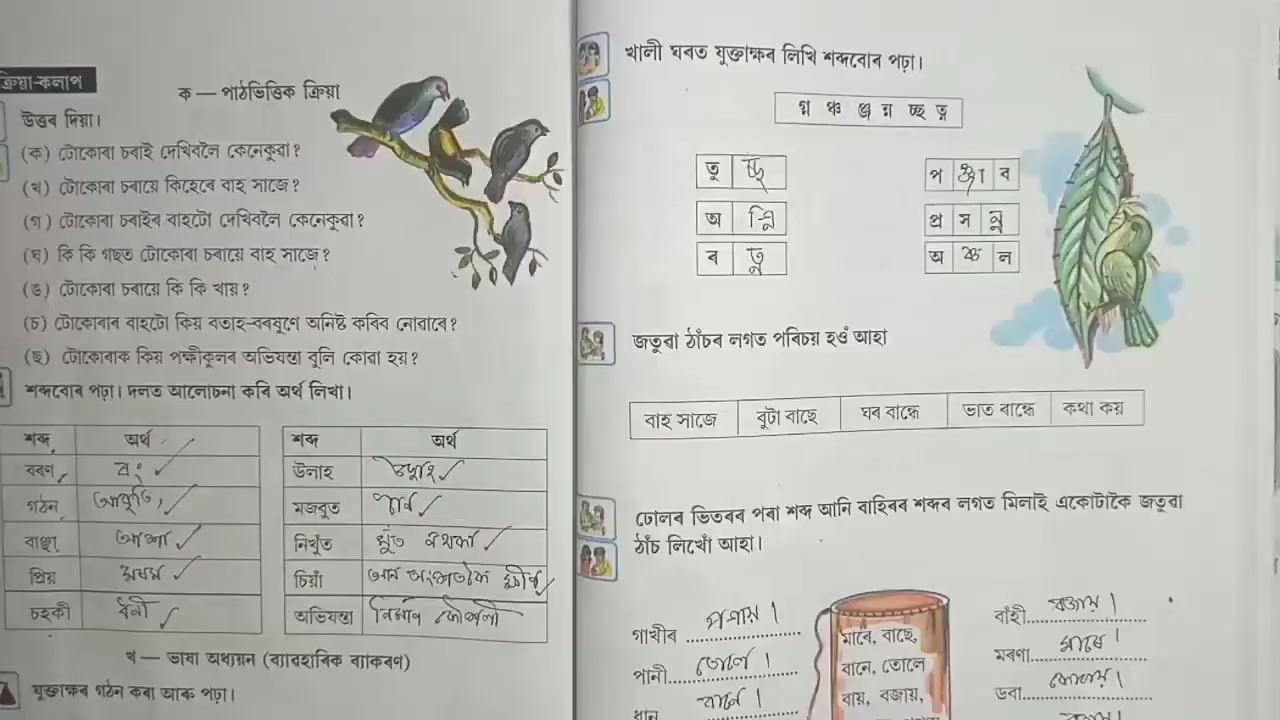 ক্ৰিয়া-কলাপ
ক — পাঠভিত্তিক ক্ৰিয়া
উত্তৰ দিয়া।
(ক) টোকোৰা চৰাই দেখিবলৈ কেনেকুৱা?
(খ) টোকোৰা চৰায়ে কিহেৰে বাহ সাজে?
(গ) টোকোৰা চৰাইৰ বাহটো দেখিবলৈ কেনেকুৱা?
(ঘ) কি কি গছত টোকোৰা চৰায়ে বাহ সাজে?
(ঙ) টোকোৰা চৰায়ে কি কি খায়?
(চ) টোকোৰাৰ বাহটো কিয় বতাহ-বৰষুণে অনিষ্ট কৰিব নোৱাৰে?
(ছ) টোকোৰাক কিয় পক্ষীকুলৰ অভিযন্তা বুলি কোৱা হয়?
শব্দবোৰ পঢ়া। দলত আলোচনা কৰি অৰ্থ লিখা।
শব্দ অৰ্থ
বৰণ ৰং
গঠন আকৃতি,
বাঞ্ছা আশা
প্ৰিয়
চহকী ধনী
শব্দ অৰ্থ
উলাহ
মজবুত
নিখুঁত খুঁত নথকা
চিয়াঁ
অভিযন্তা নিৰ্মাণ কৌশলী
খ — ভাষা অধ্যয়ন (ব্যাৱহাৰিক ব্যাকৰণ)
যুক্তাক্ষৰ গঠন কৰা আৰু পঢ়া।
খালী ঘৰত যুক্তাক্ষৰ লিখি শব্দবোৰ পঢ়া।
গ্ন ঞ্চ ঞ্জ ন্ন চ্ছ ত্ন
তু চ্ছ
অ গ্নি
ৰ ত্ন
প ঞ্জা ব
প্ৰ স ন্ন
অ ঞ্চ ল
জতুৱা ঠাঁচৰ লগত পৰিচয় হওঁ আহা
বাহ সাজে বুটা বাছে ঘৰ বান্ধে ভাত ৰান্ধে কথা কয়
ঢোলৰ ভিতৰৰ পৰা শব্দ আনি বাহিৰৰ শব্দৰ লগত মিলাই একোটাকৈ জতুৱা
ঠাঁচ লিখোঁ আহা।
গাখীৰ
পানী তোলে।
ধান বানে।
মাৰে, বাছে,
বানে, তোলে
বায়, বজায়,
বাঁহী বজায়।
মৰণা মাৰে।
ডবা কোবায়।